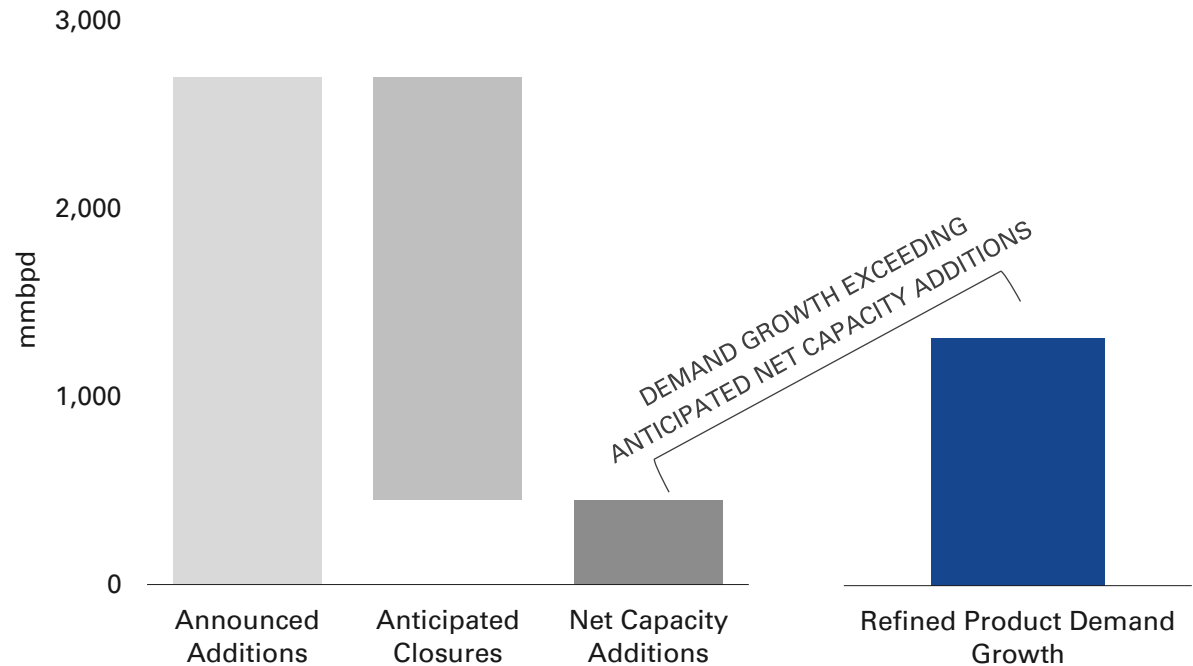 3,000
2,000
1,000
0
mmbpd
DEMAND GROWTH EXCEEDING
ANTICIPATED NET CAPACITY ADDITIONS
Announced
Additions
Anticipated
Closures
Net Capacity
Additions
Refined Product Demand
Growth